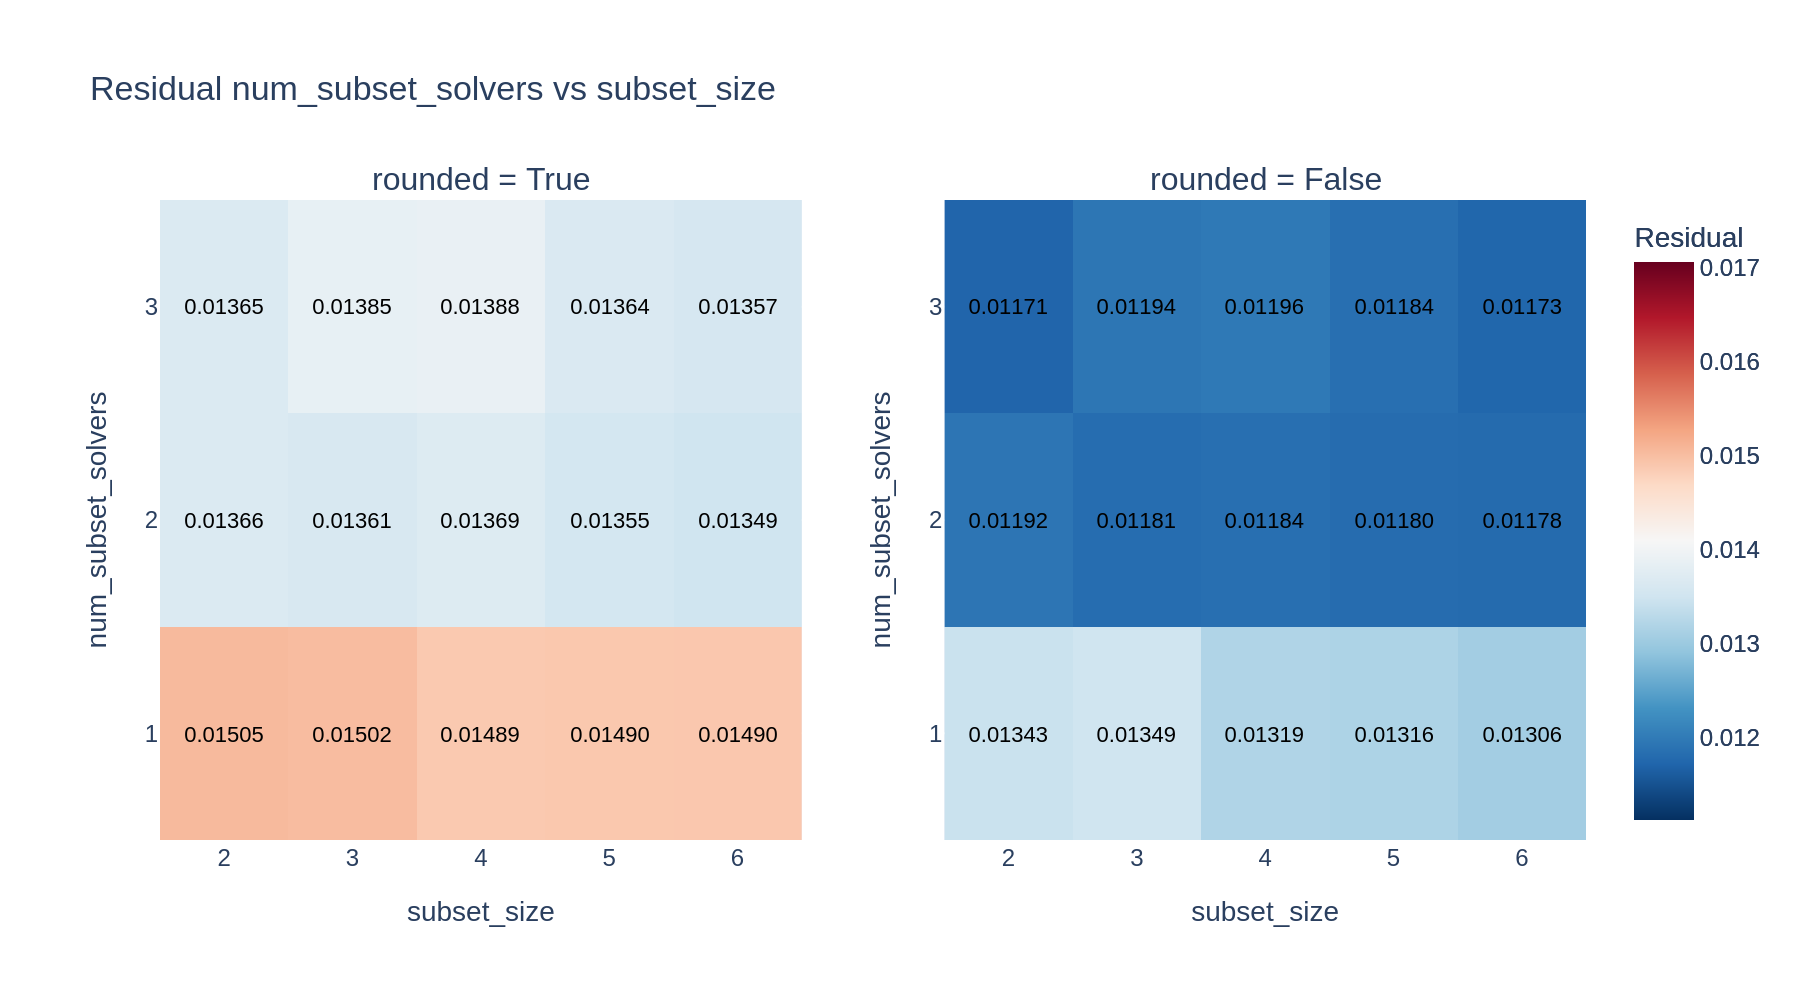 Residual num_subset_solvers vs subset_size
rounded = True
rounded = False
Residual
num_subset_solvers
3
0.01365 0.01385 0.01388 0.01364 0.01357
2
0.01366 0.01361 0.01369 0.01355 0.01349
1
0.01505 0.01502 0.01489 0.01490 0.01490
2 3 4 5 6
subset_size
num_subset_solvers
3
0.01171 0.01194 0.01196 0.01184 0.01173
2
0.01192 0.01181 0.01184 0.01180 0.01178
1
0.01343 0.01349 0.01319 0.01316 0.01306
2 3 4 5 6
subset_size
0.017
0.016
0.015
0.014
0.013
0.012